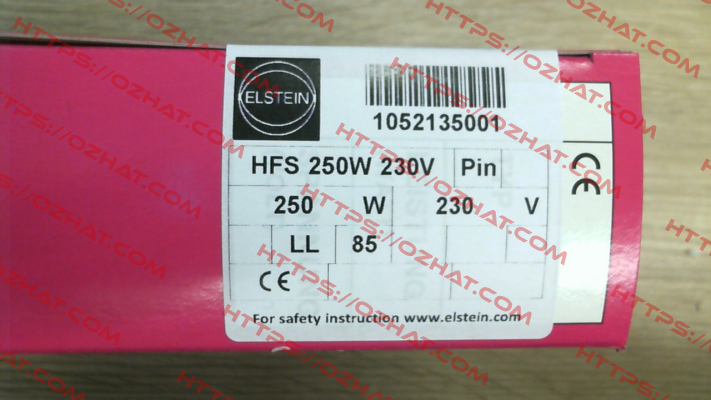 ELSTEIN
1052135001
HFS 250W 230V Pin
250 W 230 V
LL 85
CE
For safety instruction www.elstein.com
CE
HTTPS://OZHAT.COM